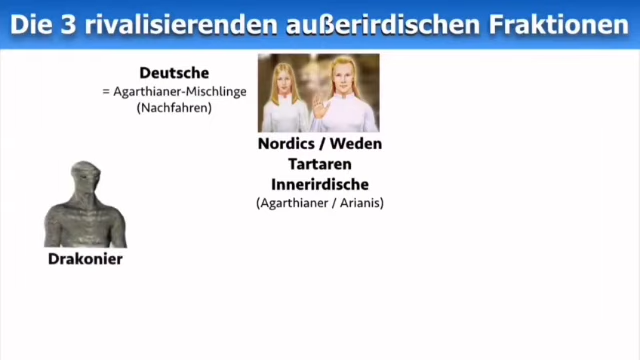 Die 3 rivalisierenden außerirdischen Fraktionen
Deutsche
= Agarthianer-Mischlinge
(Nachfahren)
Nordics / Weden
Tartaren
Innerirdische
(Agarthianer / Arianis)
Drakonier